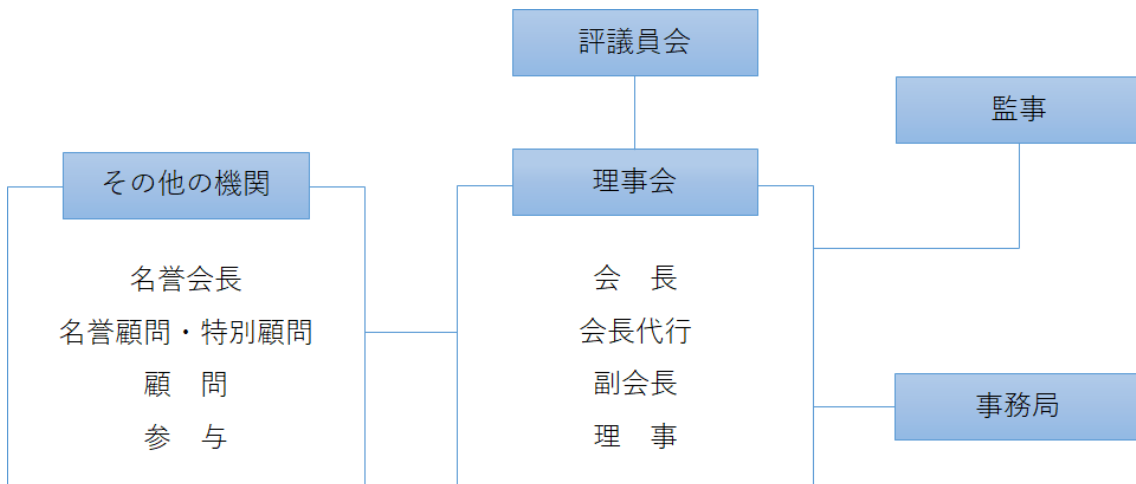 評議員会
監事
その他の機関
名誉会長
名誉顧問・特別顧問
顧　問
参　与
理事会
会　長
会長代行
副会長
理　事
事務局